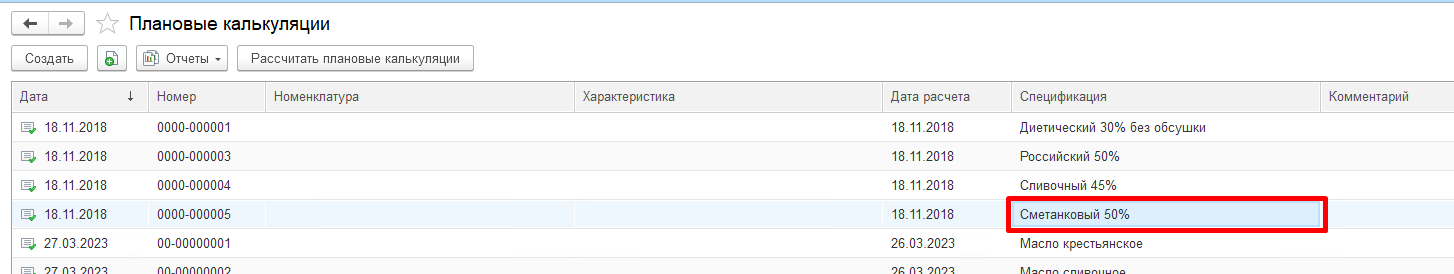 Плановые калькуляции
Создать Отчеты Рассчитать плановые калькуляции
Дата ↓ Номер Номенклатура Характеристика Дата расчета Спецификация Комментарий
18.11.2018 0000-000001 18.11.2018 Диетический 30% без обсушки
18.11.2018 0000-000003 18.11.2018 Российский 50%
18.11.2018 0000-000004 18.11.2018 Сливочный 45%
18.11.2018 0000-000005 18.11.2018 Сметанковый 50%
27.03.2023 00-00000001 26.03.2023 Масло крестьянское
27.03.2023 00-00000002 26.03.2023 Масло сливочное